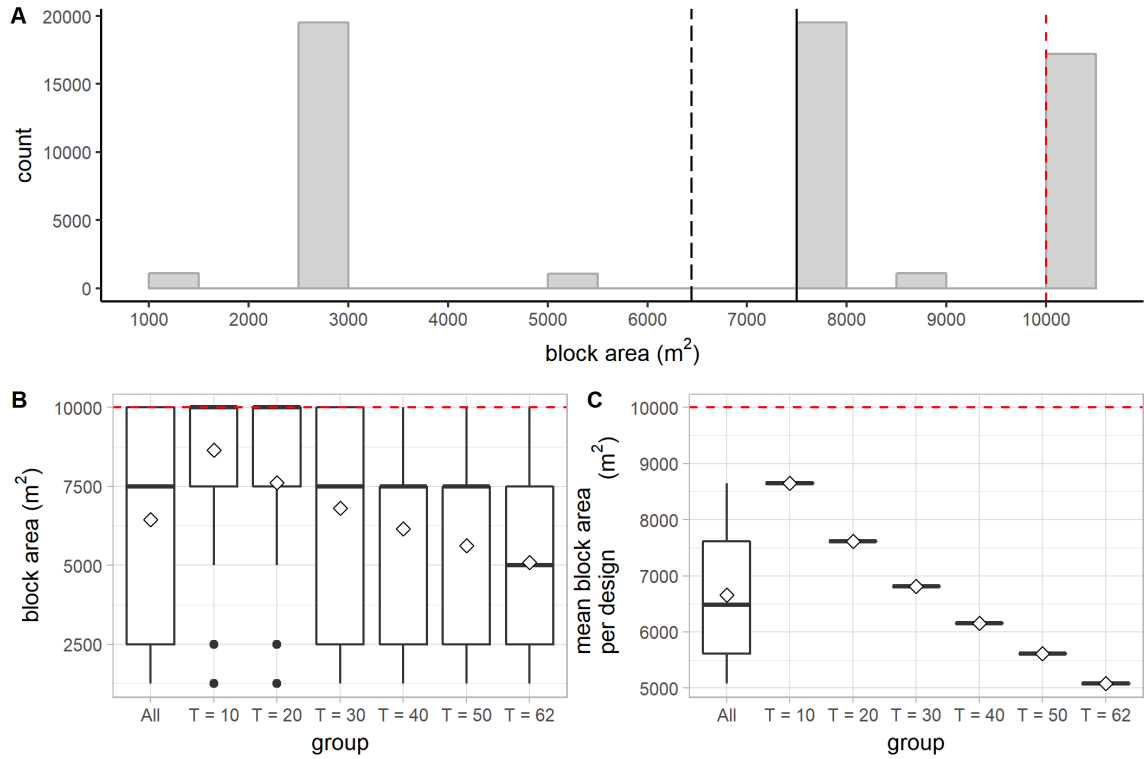 A
20000
15000
10000
5000
0
count
1000 2000 3000 4000 5000 6000 7000 8000 9000 10000
block area (m²)
B
10000
7500
5000
2500
block area (m²)
All T = 10 T = 20 T = 30 T = 40 T = 50 T = 62
group
C
10000
9000
8000
7000
6000
5000
mean block area (m²)
per design
All T = 10 T = 20 T = 30 T = 40 T = 50 T = 62
group